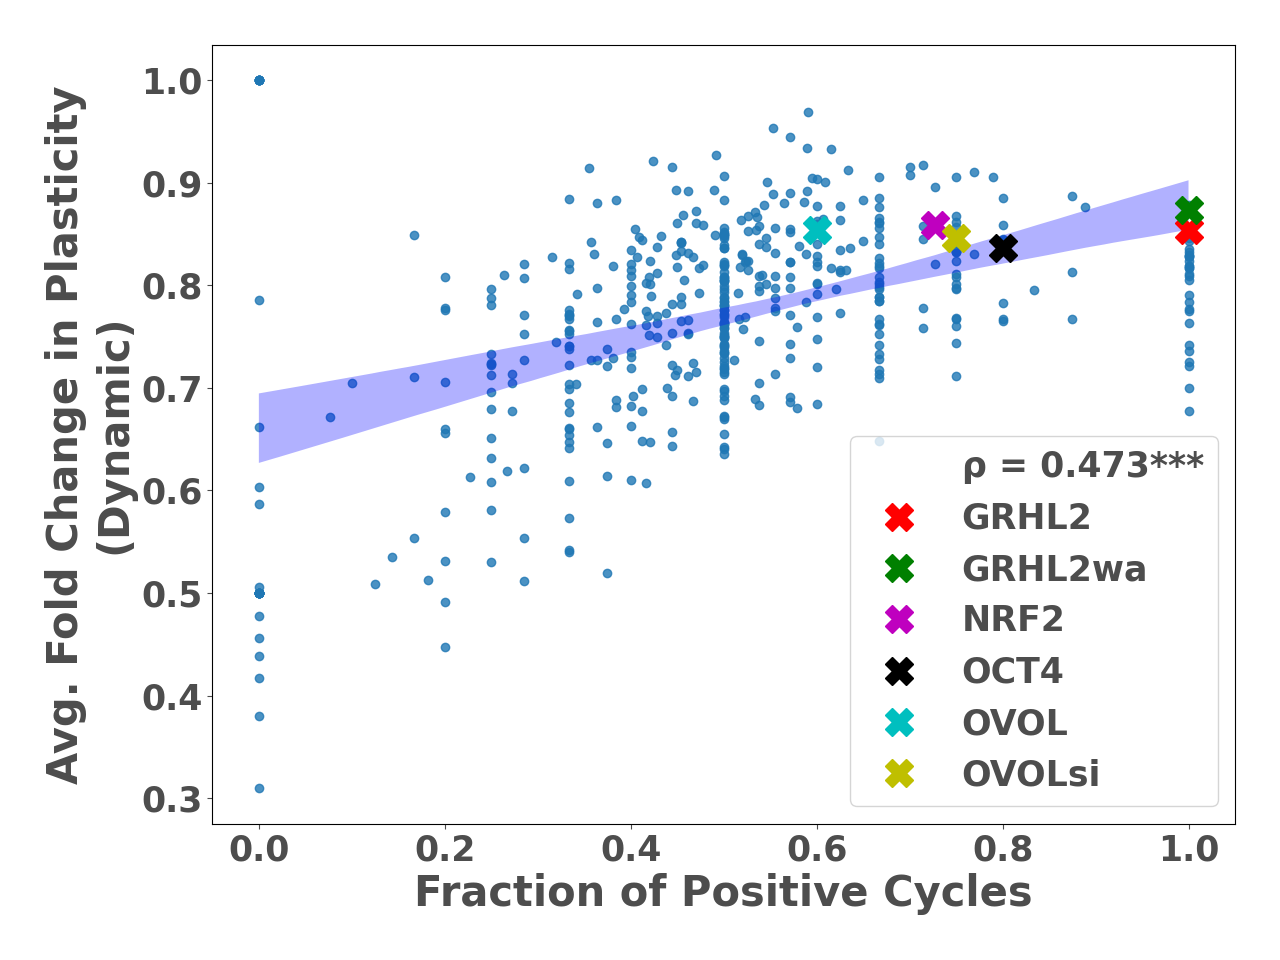 Avg. Fold Change in Plasticity
(Dynamic)
1.0
0.9
0.8
0.7
0.6
0.5
0.4
0.3
ρ = 0.473***
GRHL2
GRHL2wa
NRF2
OCT4
OVOL
OVOLsi
0.0 0.2 0.4 0.6 0.8 1.0
Fraction of Positive Cycles